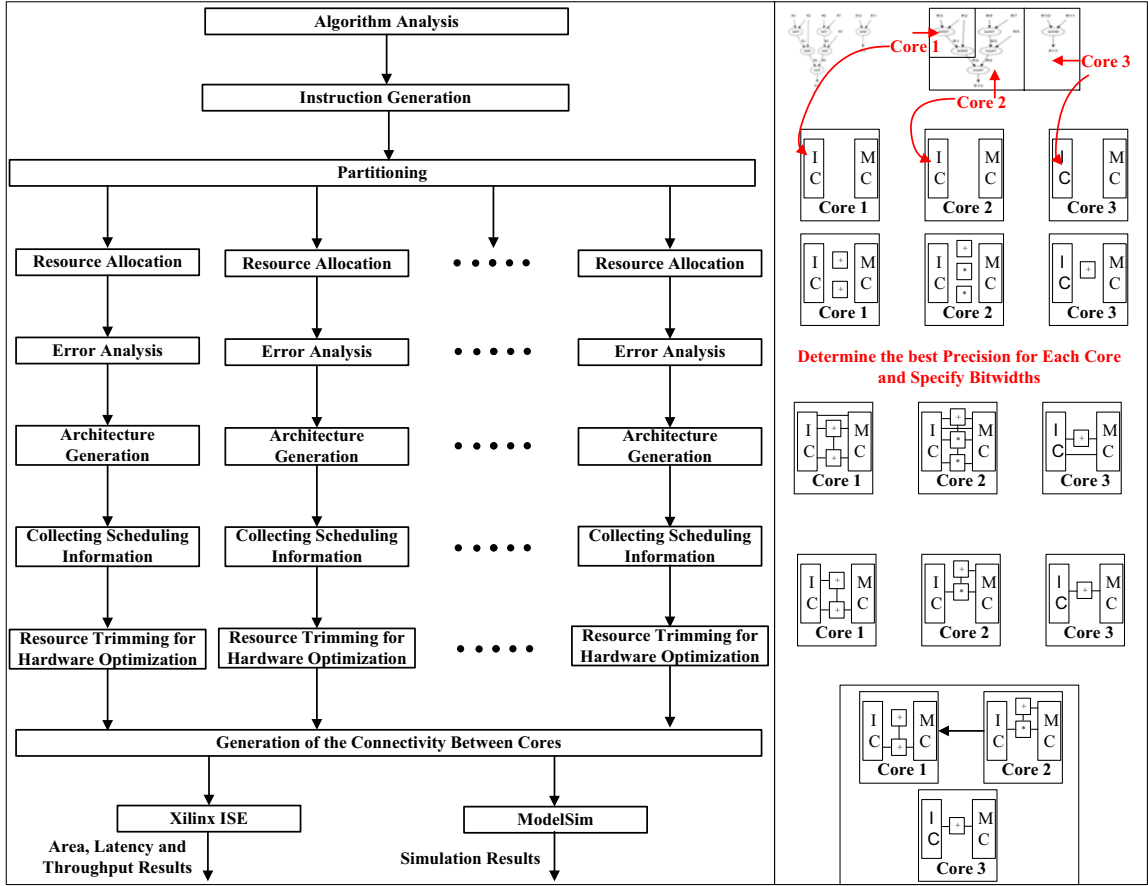 Algorithm Analysis
Instruction Generation
Partitioning
Resource Allocation
Resource Allocation
Resource Allocation
Error Analysis
Error Analysis
Error Analysis
Architecture
Generation
Architecture
Generation
Architecture
Generation
Collecting Scheduling
Information
Collecting Scheduling
Information
Collecting Scheduling
Information
Resource Trimming for
Hardware Optimization
Resource Trimming for
Hardware Optimization
Resource Trimming for
Hardware Optimization
Generation of the Connectivity Between Cores
Xilinx ISE
ModelSim
Area, Latency and
Throughput Results
Simulation Results
Core 1
Core 2
Core 3
I M
C C
Core 1
I M
C C
Core 2
I M
C C
Core 3
I + M
C + C
Core 1
+
I * M
C * C
Core 2
I + M
C C
Core 3
Determine the best Precision for Each Core
and Specify Bitwidths
I + M
C + C
Core 1
+
I * M
C * C
Core 2
I + M
C C
Core 3
I + M
C + C
Core 1
I + M
C * C
Core 2
I + M
C C
Core 3
I + M
C + C
Core 1
I + M
C * C
Core 2
I + M
C C
Core 3